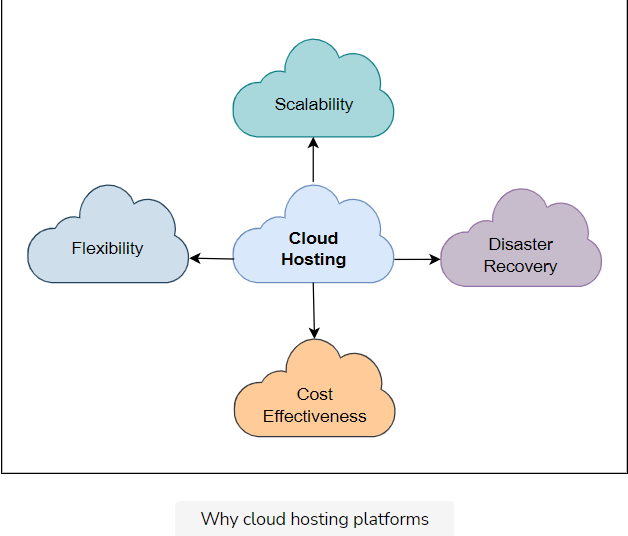 Scalability
Flexibility
Cloud
Hosting
Disaster
Recovery
Cost
Effectiveness
Why cloud hosting platforms